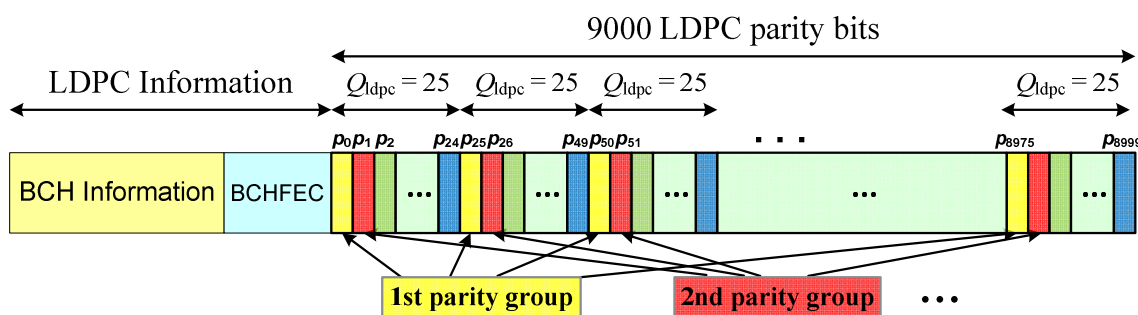 9000 LDPC parity bits
LDPC Information
Qldpc = 25 Qldpc = 25 Qldpc = 25 Qldpc = 25
p0 p1 p2 p24 p25 p26 p49 p50 p51 ... p8975 p8999
BCH Information BCHFEC ... ... ... ... ...
1st parity group 2nd parity group ...